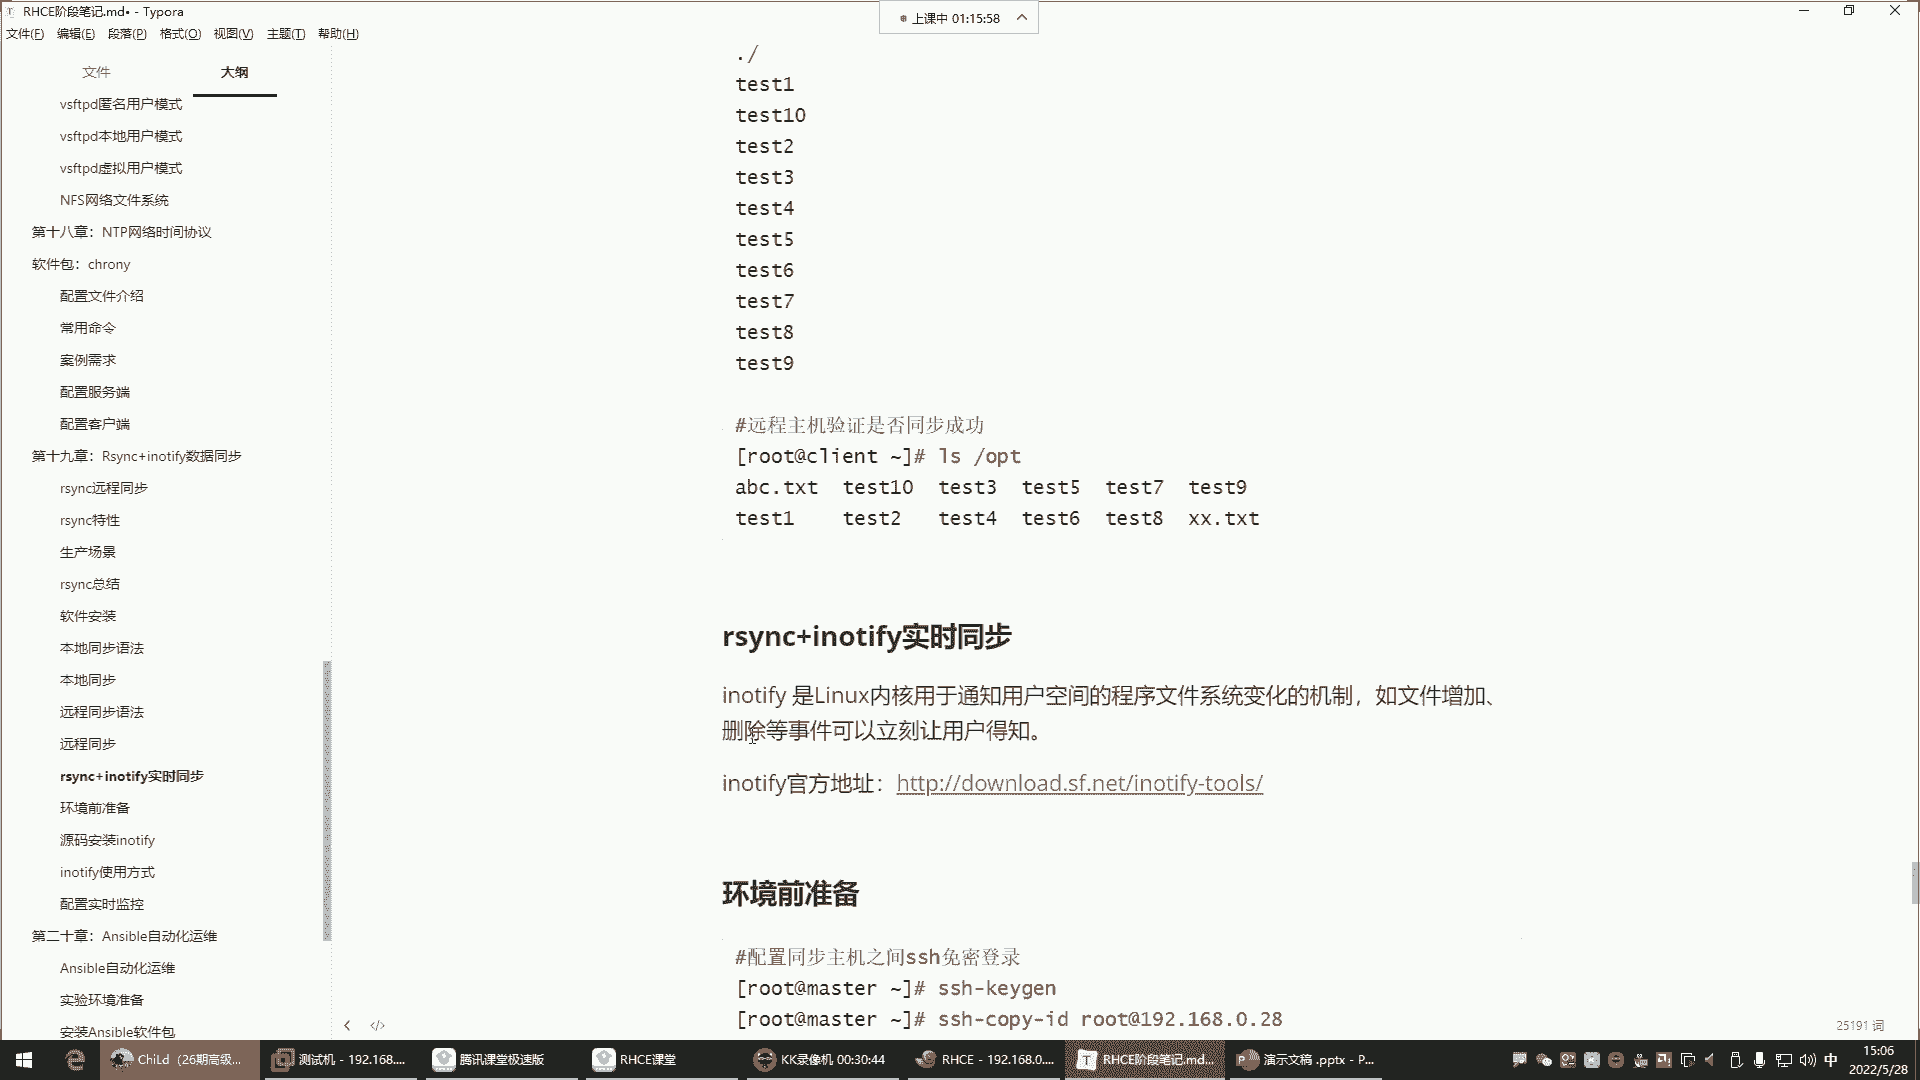 RHCE阶段笔记.md• - Typora
上课中 01:15:58
文件(F) 编辑(E) 段落(P) 格式(O) 视图(V) 主题(T) 帮助(H)
文件 大纲
vsftpd匿名用户模式
vsftpd本地用户模式
vsftpd虚拟用户模式
NFS网络文件系统
第十八章：NTP网络时间协议
软件包：chrony
配置文件介绍
常用命令
案例需求
配置服务端
配置客户端
第十九章：Rsync+inotify数据同步
rsync远程同步
rsync特性
生产场景
rsync总结
软件安装
本地同步语法
本地同步
远程同步语法
远程同步
rsync+inotify实时同步
环境前准备
源码安装inotify
inotify使用方式
配置实时监控
第二十章：Ansible自动化运维
Ansible自动化运维
实验环境准备
安装Ansible软件包
./
test1
test10
test2
test3
test4
test5
test6
test7
test8
test9
#远程主机验证是否同步成功
[root@client ~]# ls /opt
abc.txt test10 test3 test5 test7 test9
test1 test2 test4 test6 test8 xx.txt
rsync+inotify实时同步
inotify 是Linux内核用于通知用户空间的程序文件系统变化的机制，如文件增加、
删除等事件可以立刻让用户得知。
inotify官方地址：http://download.sf.net/inotify-tools/
环境前准备
#配置同步主机之间ssh免密登录
[root@master ~]# ssh-keygen
[root@master ~]# ssh-copy-id root@192.168.0.28
25191 词
ChiLd（26期高级... 测试机 - 192.168.... 腾讯课堂极速版 RHCE课堂 KK录像机 00:30:44 RHCE - 192.168.0.... RHCE阶段笔记.md... 演示文稿 .pptx - P... 中 15:06
2022/5/28